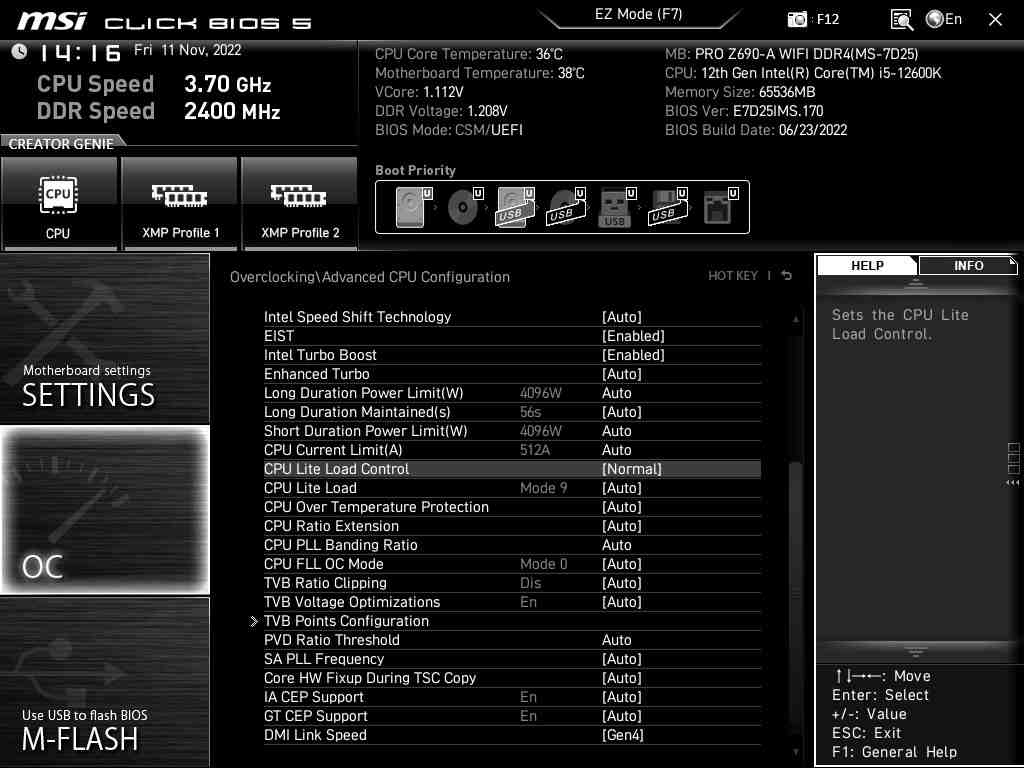 msi CLICK BIOS 5
EZ Mode (F7)
: F12
En
14:16 Fri 11 Nov, 2022
CPU Speed 3.70 GHz
DDR Speed 2400 MHz
CPU Core Temperature: 36°C
Motherboard Temperature: 38°C
VCore: 1.112V
DDR Voltage: 1.208V
BIOS Mode: CSM/UEFI
MB: PRO Z690-A WIFI DDR4(MS-7D25)
CPU: 12th Gen Intel(R) Core(TM) i5-12600K
Memory Size: 65536MB
BIOS Ver: E7D25IMS.170
BIOS Build Date: 06/23/2022
CREATOR GENIE
CPU
CPU
XMP Profile 1
XMP Profile 2
Boot Priority
U U U U U U U
USB USB USB USB
Motherboard settings
SETTINGS
OC
Use USB to flash BIOS
M-FLASH
Overclocking\Advanced CPU Configuration
HOT KEY |
Intel Speed Shift Technology [Auto]
EIST [Enabled]
Intel Turbo Boost [Enabled]
Enhanced Turbo [Auto]
Long Duration Power Limit(W) 4096W Auto
Long Duration Maintained(s) 56s [Auto]
Short Duration Power Limit(W) 4096W Auto
CPU Current Limit(A) 512A Auto
CPU Lite Load Control [Normal]
CPU Lite Load Mode 9 [Auto]
CPU Over Temperature Protection [Auto]
CPU Ratio Extension [Auto]
CPU PLL Banding Ratio Auto
CPU FLL OC Mode Mode 0 [Auto]
TVB Ratio Clipping Dis [Auto]
TVB Voltage Optimizations En [Auto]
TVB Points Configuration
PVD Ratio Threshold Auto
SA PLL Frequency [Auto]
Core HW Fixup During TSC Copy [Auto]
IA CEP Support En [Auto]
GT CEP Support En [Auto]
DMI Link Speed [Gen4]
HELP
INFO
Sets the CPU Lite
Load Control.
↑↓→←: Move
Enter: Select
+/-: Value
ESC: Exit
F1: General Help